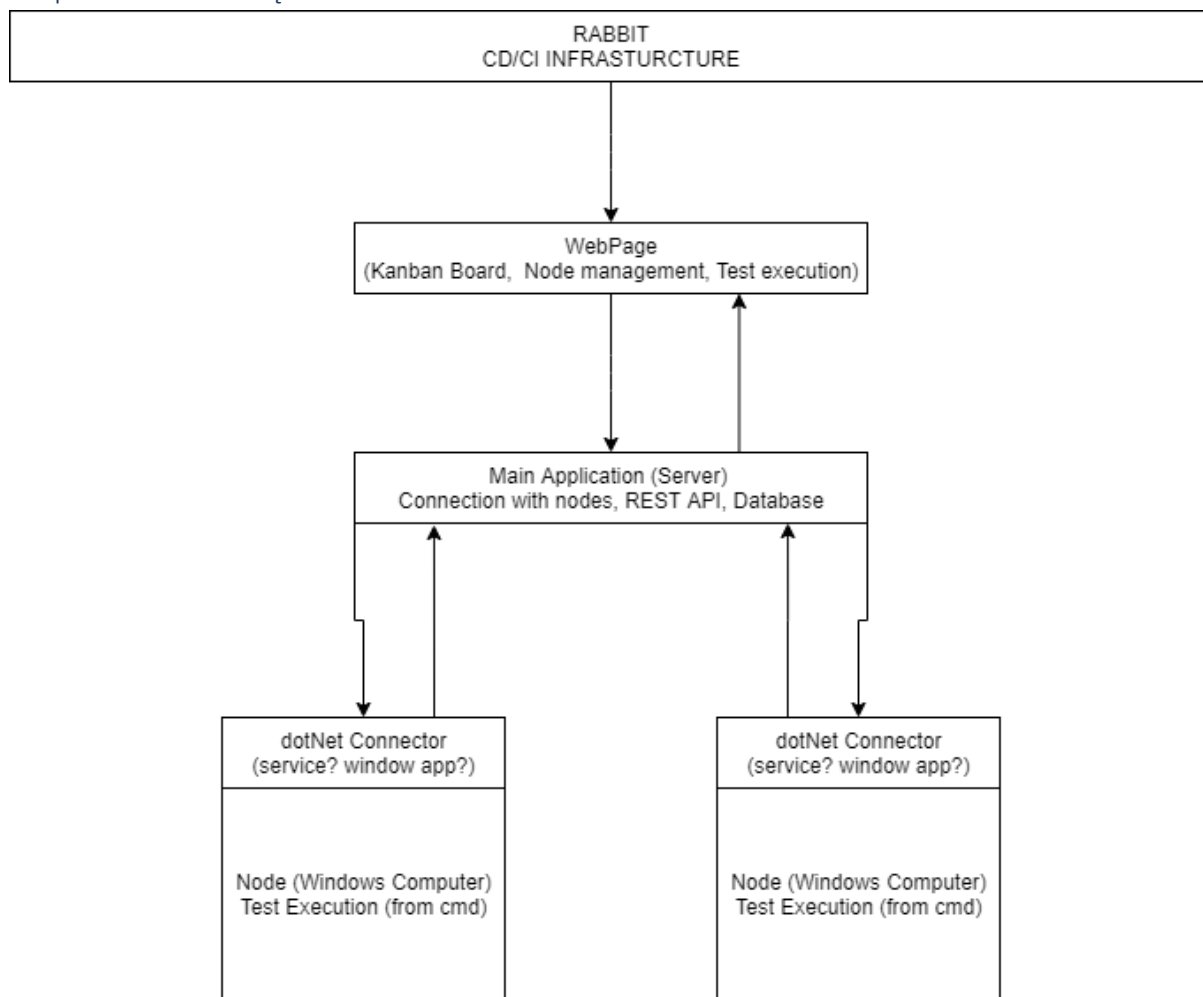 RABBIT
CD/CI INFRASTURCTURE
WebPage
(Kanban Board,  Node management, Test execution)
Main Application (Server)
Connection with nodes, REST API, Database
dotNet Connector
(service? window app?)
dotNet Connector
(service? window app?)
Node (Windows Computer)
Test Execution (from cmd)
Node (Windows Computer)
Test Execution (from cmd)